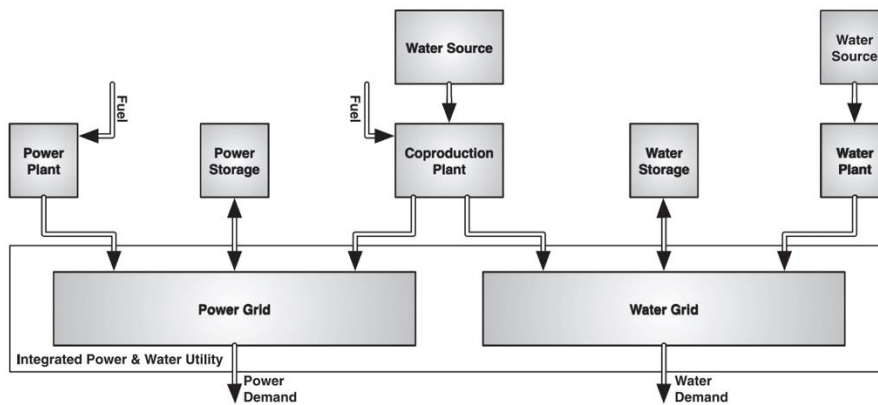 Water Source
Water
Source
Fuel
Fuel
Power
Plant
Power
Storage
Coproduction
Plant
Water
Storage
Water
Plant
Power Grid
Water Grid
Integrated Power & Water Utility
Power
Demand
Water
Demand